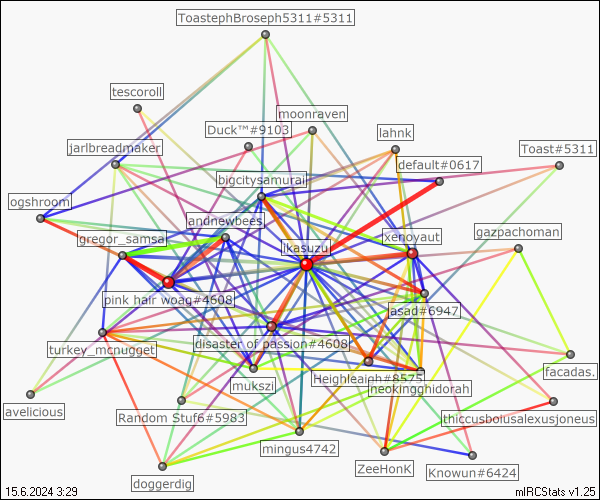 ToastephBroseph5311#5311
tescoroll
moonraven
Duck™#9103
lahnk
jarlbreadmaker
Toast#5311
default#0617
bigcitysamurai
ogshroom
andnewbees
gregor_samsai
ikasuzu
xenovaut
gazpachoman
pink hair woag#4608
asad#6947
disaster of passion#4608
turkey_mcnugget
mukszi
Heighleaigh#8575
neokingghidorah
facadas.
avelicious
Random Stuf6#5983
thiccusboiusalexusjoneus
mingus4742
ZeeHonK
Knowun#6424
doggerdig
15.6.2024 3:29
mIRCStats v1.25